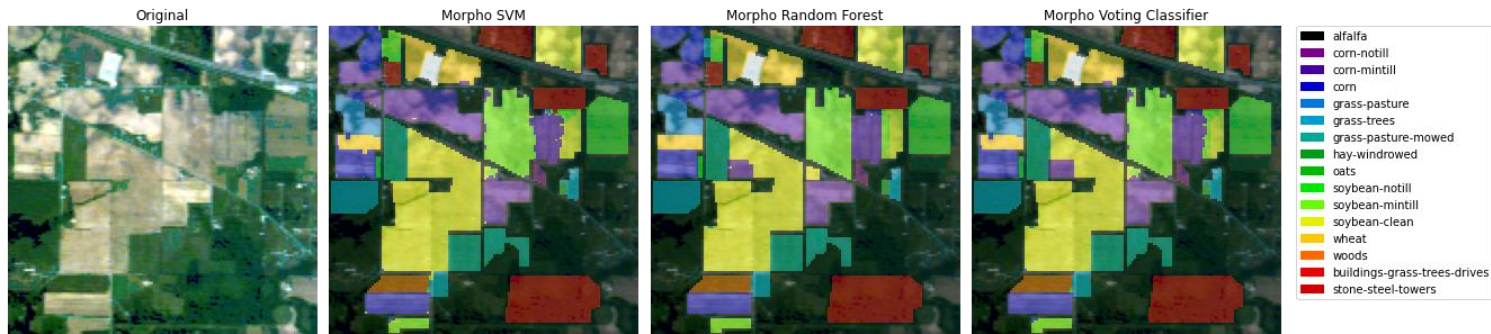 Original
Morpho SVM
Morpho Random Forest
Morpho Voting Classifier
alfalfa
corn-notill
corn-mintill
corn
grass-pasture
grass-trees
grass-pasture-mowed
hay-windrowed
oats
soybean-notill
soybean-mintill
soybean-clean
wheat
woods
buildings-grass-trees-drives
stone-steel-towers